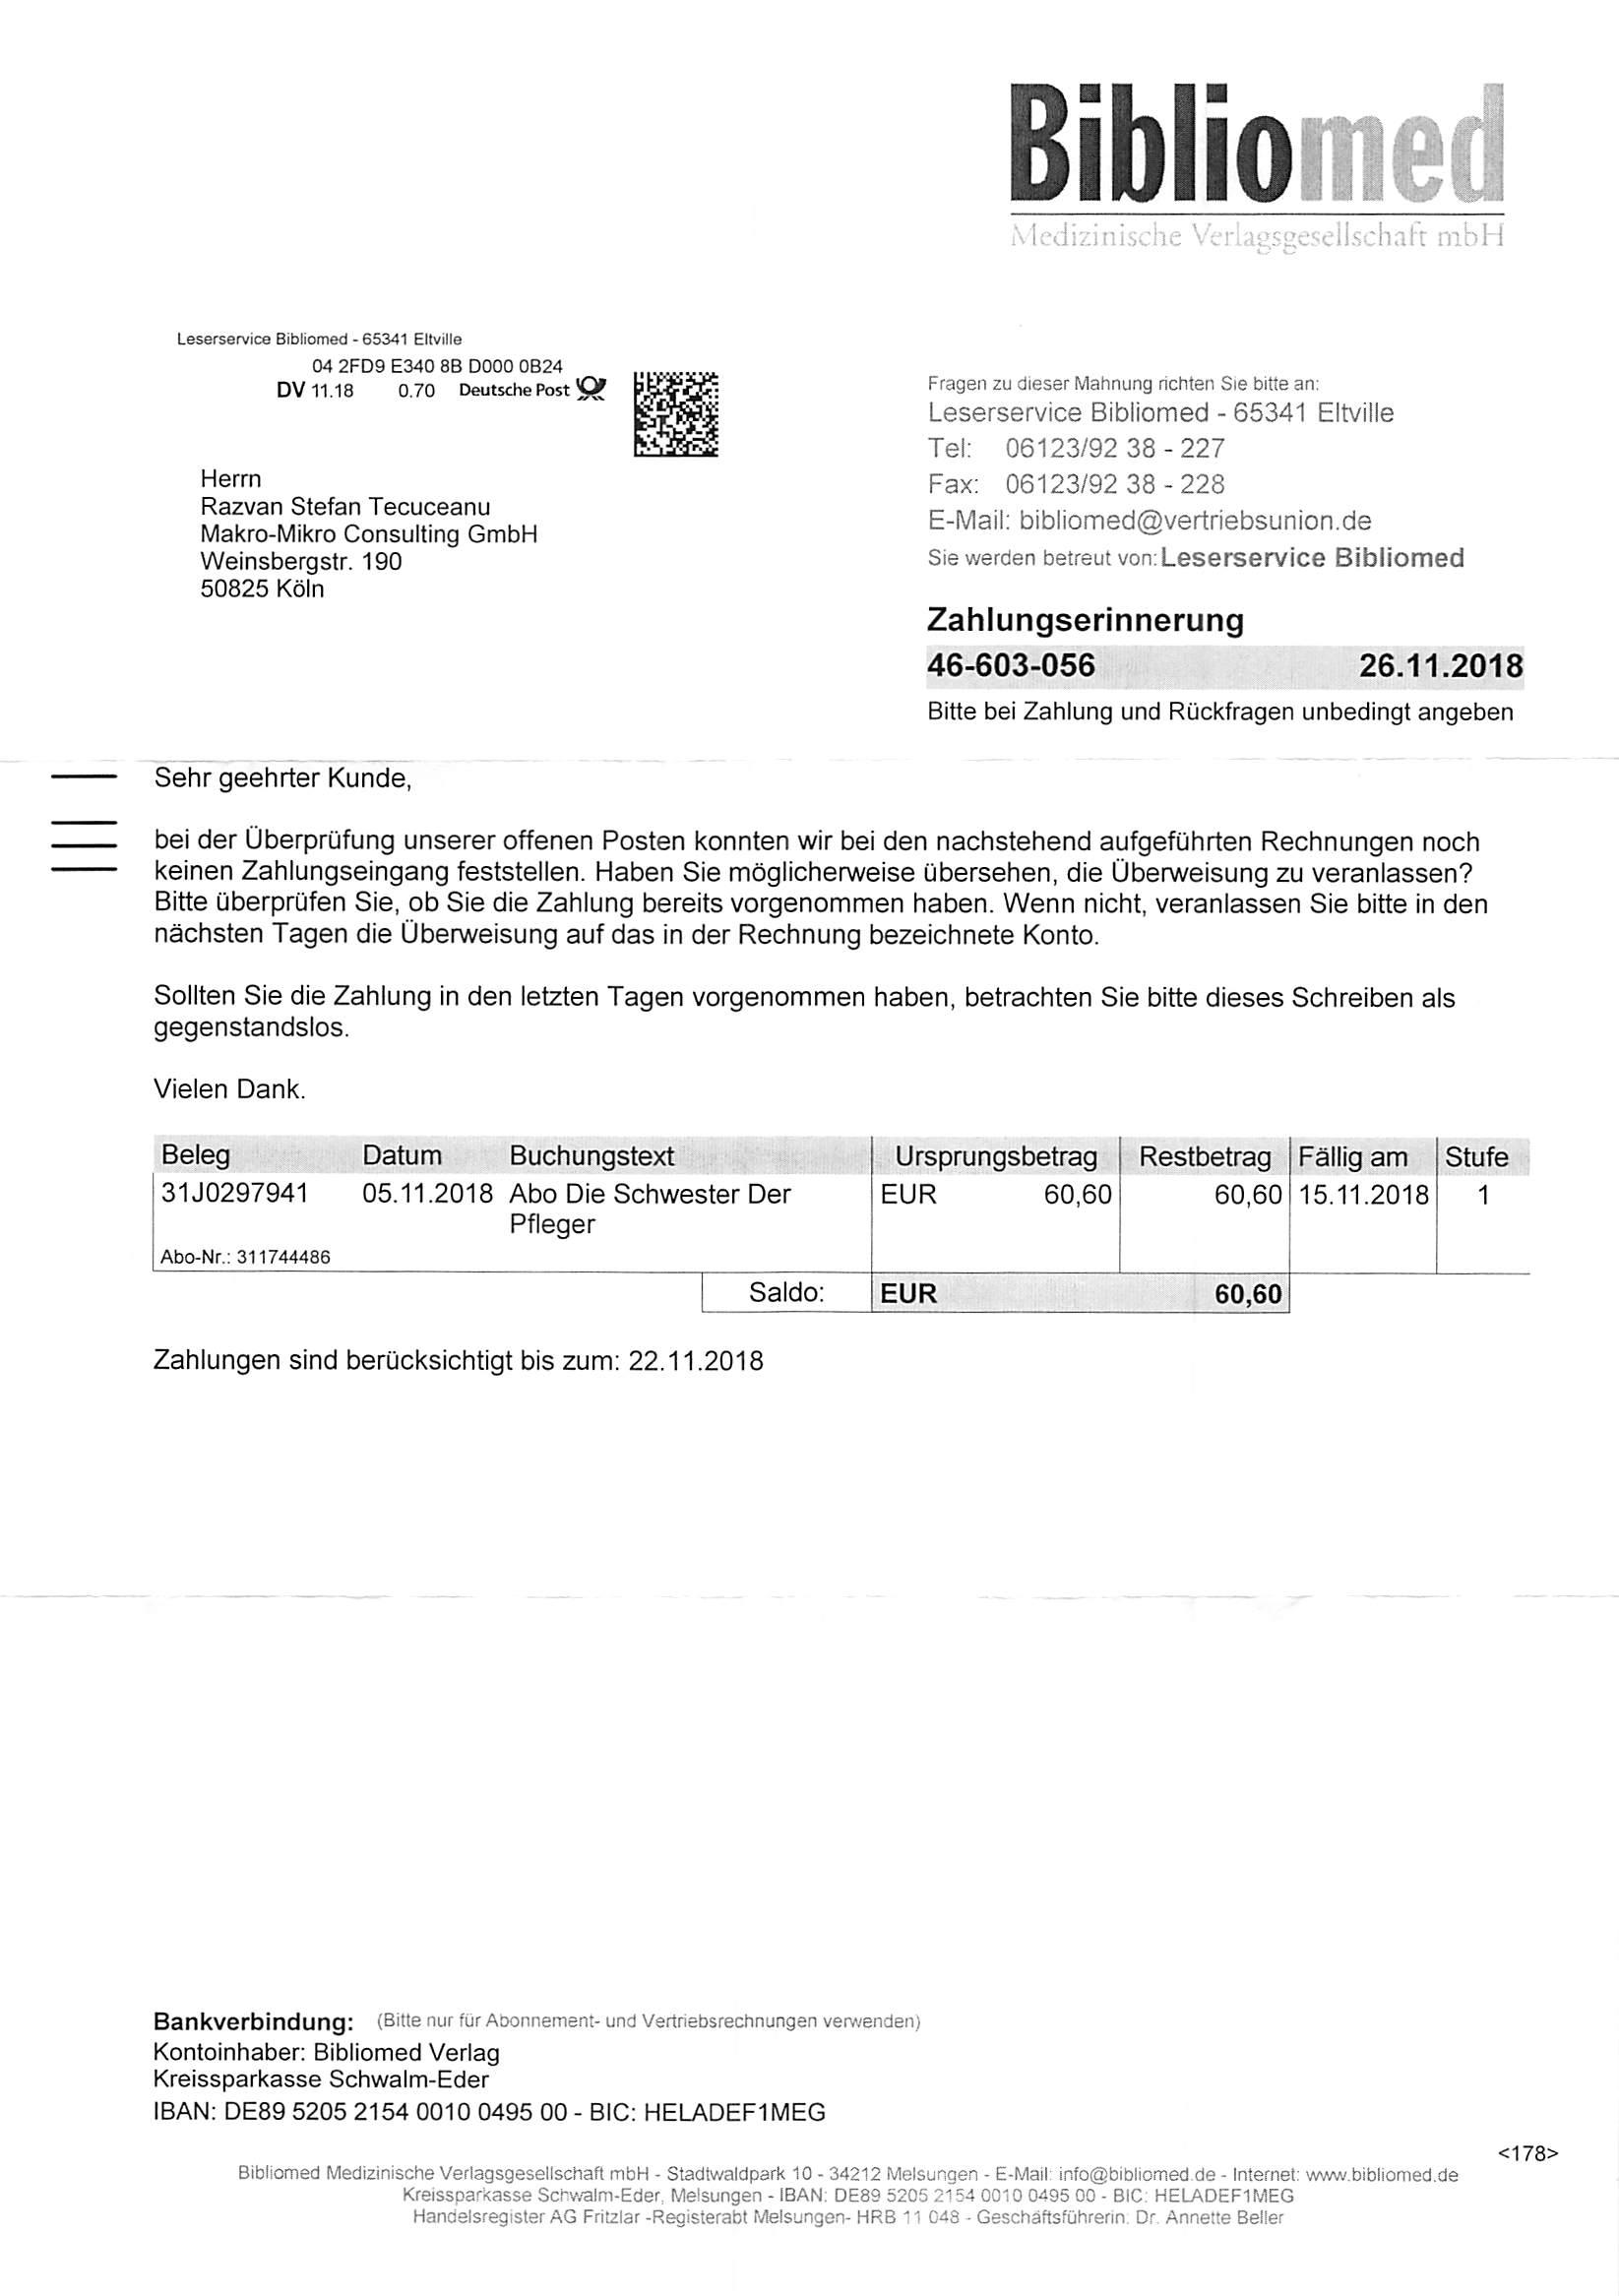 Bibliomed
Medizinische Verlagsgesellschaft mbH
Leserservice Bibliomed - 65341 Eltville
04 2FD9 E340 8B D000 0B24
DV 11.18 0.70 Deutsche Post
Herrn
Razvan Stefan Tecuceanu
Makro-Mikro Consulting GmbH
Weinsbergstr. 190
50825 Köln
Fragen zu dieser Mahnung richten Sie bitte an:
Leserservice Bibliomed - 65341 Eltville
Tel: 06123/92 38 - 227
Fax: 06123/92 38 - 228
E-Mail: bibliomed@vertriebsunion.de
Sie werden betreut von: Leserservice Bibliomed
Zahlungserinnerung
46-603-056 26.11.2018
Bitte bei Zahlung und Rückfragen unbedingt angeben
Sehr geehrter Kunde,
bei der Überprüfung unserer offenen Posten konnten wir bei den nachstehend aufgeführten Rechnungen noch
keinen Zahlungseingang feststellen. Haben Sie möglicherweise übersehen, die Überweisung zu veranlassen?
Bitte überprüfen Sie, ob Sie die Zahlung bereits vorgenommen haben. Wenn nicht, veranlassen Sie bitte in den
nächsten Tagen die Überweisung auf das in der Rechnung bezeichnete Konto.
Sollten Sie die Zahlung in den letzten Tagen vorgenommen haben, betrachten Sie bitte dieses Schreiben als
gegenstandslos.
Vielen Dank.
Beleg Datum Buchungstext Ursprungsbetrag Restbetrag Fällig am Stufe
31J0297941 05.11.2018 Abo Die Schwester Der EUR 60,60 60,60 15.11.2018 1
Pfleger
Abo-Nr.: 311744486
Saldo: EUR 60,60
Zahlungen sind berücksichtigt bis zum: 22.11.2018
Bankverbindung: (Bitte nur für Abonnement- und Vertriebsrechnungen verwenden)
Kontoinhaber: Bibliomed Verlag
Kreissparkasse Schwalm-Eder
IBAN: DE89 5205 2154 0010 0495 00 - BIC: HELADEF1MEG
<178>
Bibliomed Medizinische Verlagsgesellschaft mbH - Stadtwaldpark 10 - 34212 Melsungen - E-Mail: info@bibliomed.de - Internet: www.bibliomed.de
Kreissparkasse Schwalm-Eder, Melsungen - IBAN: DE89 5205 2154 0010 0495 00 - BIC: HELADEF1MEG
Handelsregister AG Fritzlar -Registerabt Melsungen- HRB 11 048 - Geschäftsführerin: Dr. Annette Beller